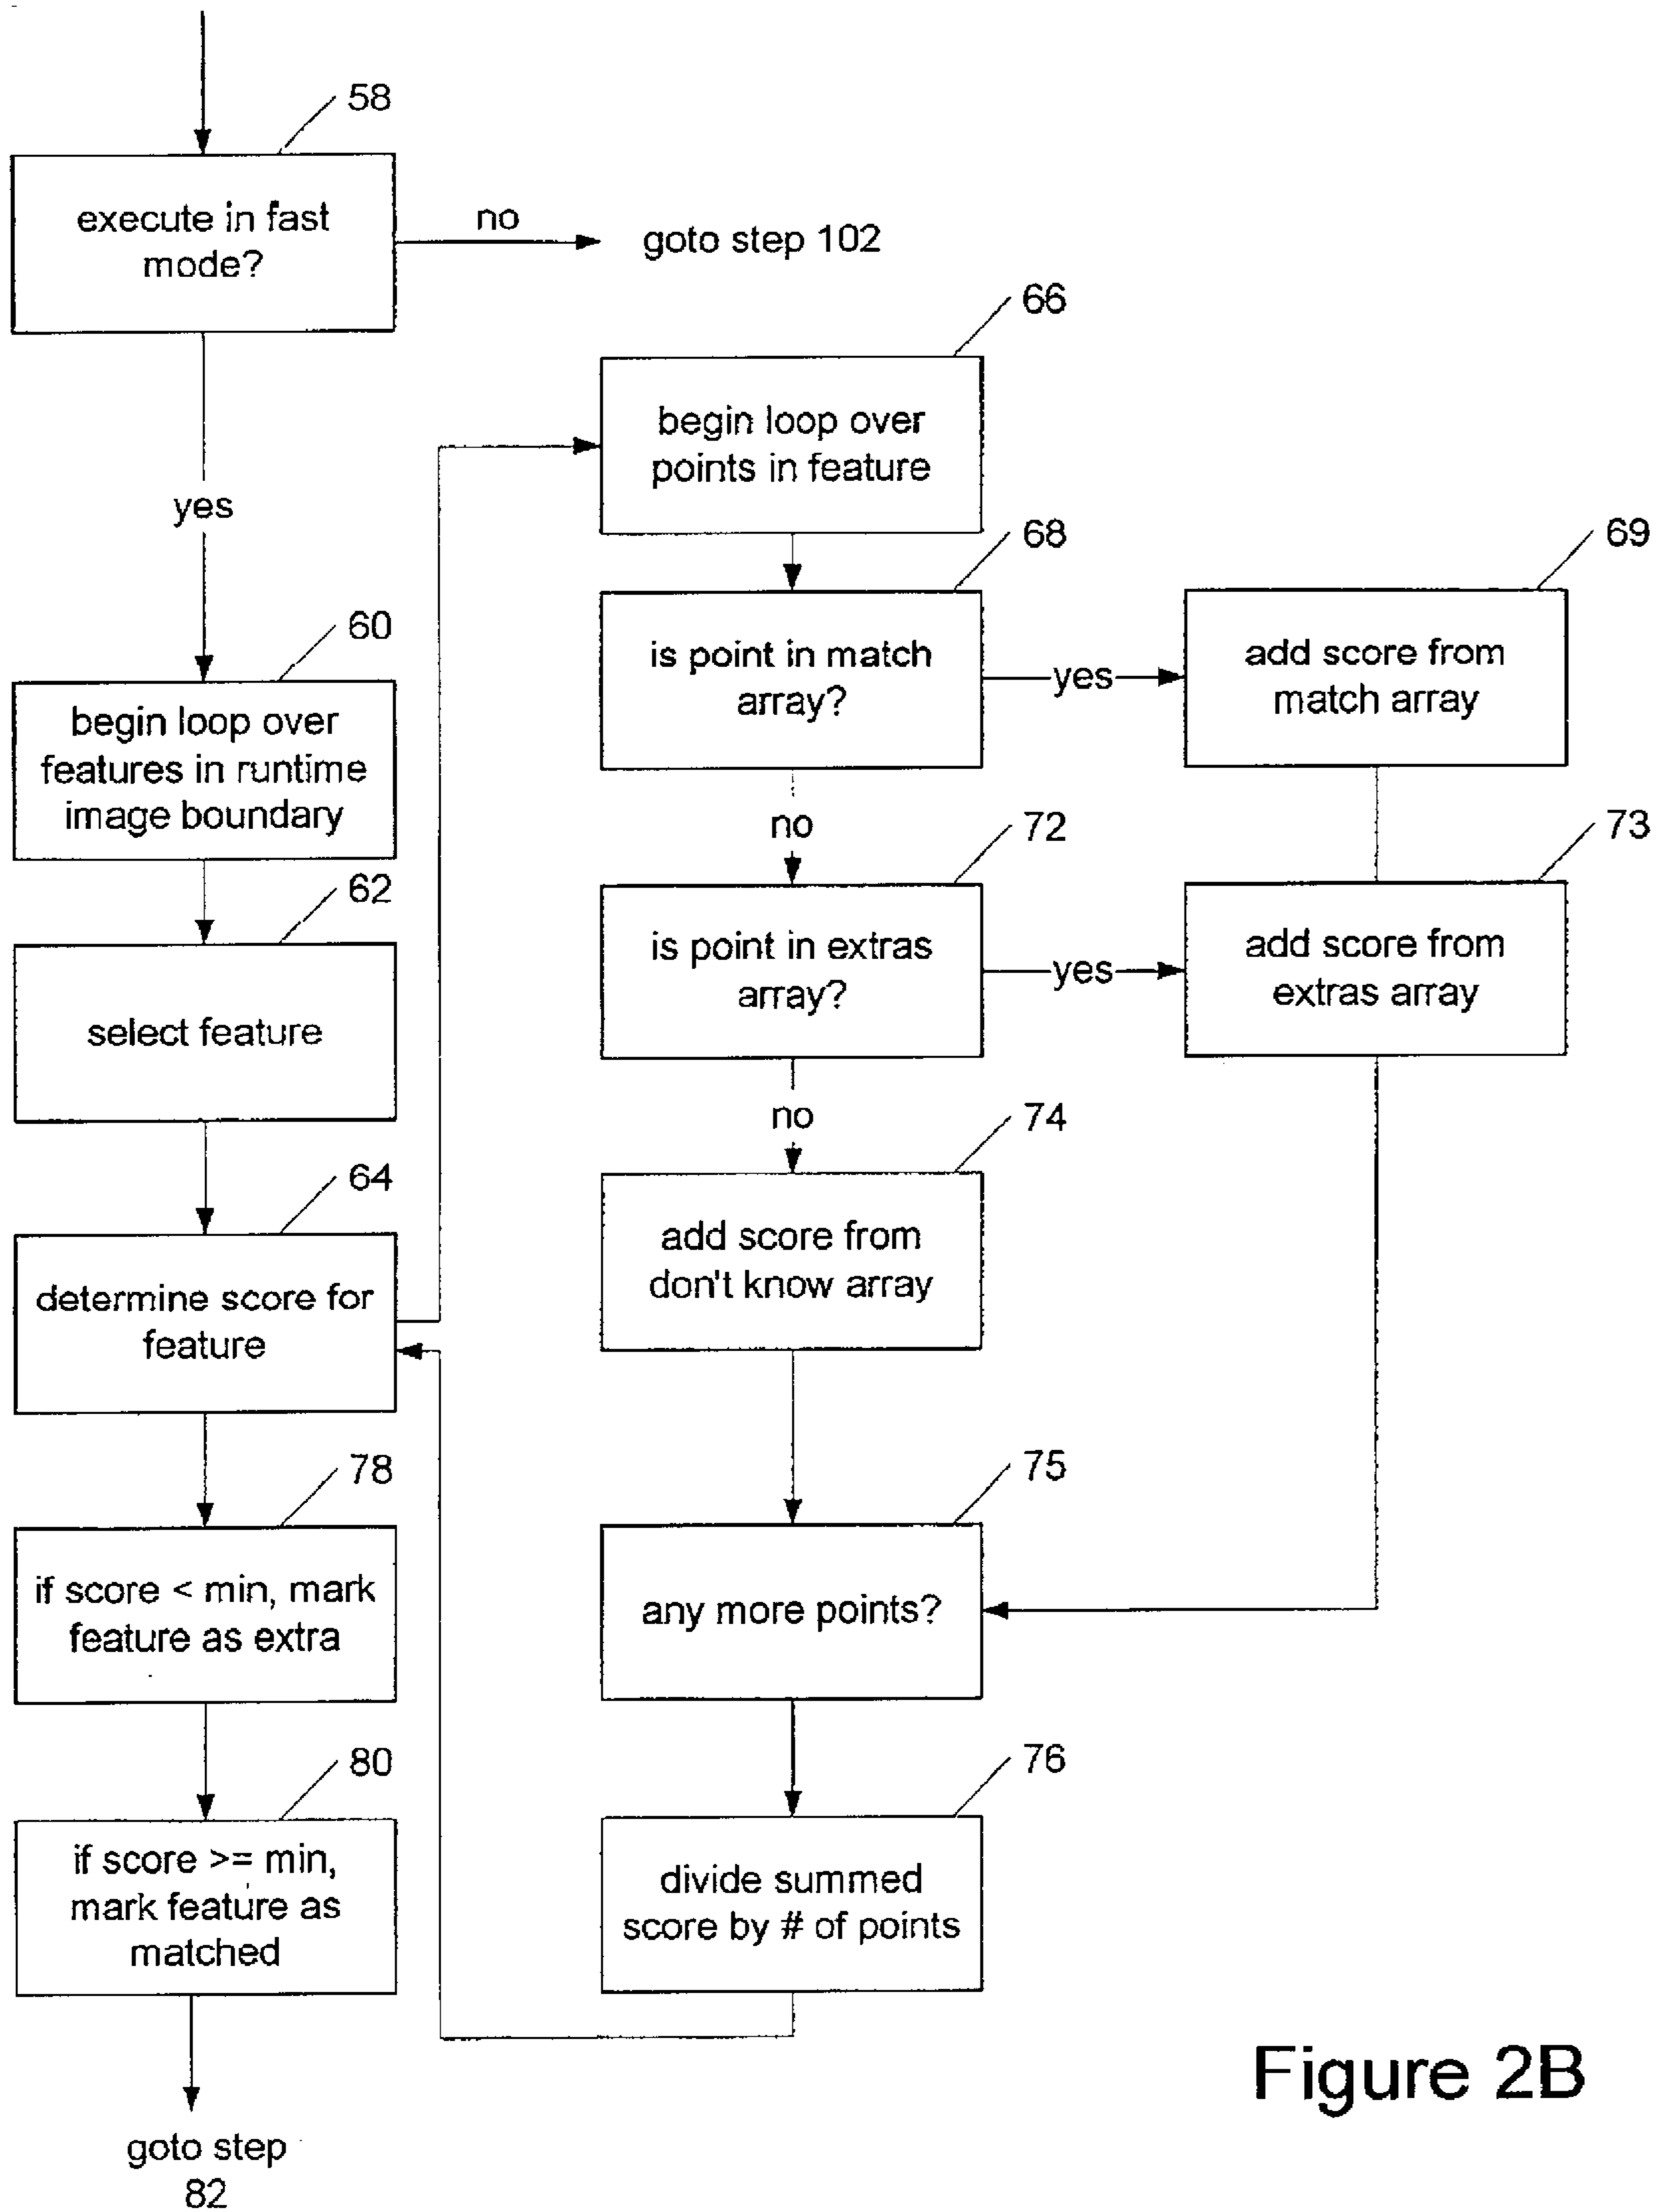 58
execute in fast
mode?
no
goto step 102
yes
60
begin loop over
features in runtime
image boundary
62
select feature
64
determine score for
feature
78
if score < min, mark
feature as extra
80
if score >= min,
mark feature as
matched
goto step
82
66
begin loop over
points in feature
68
is point in match
array?
yes
69
add score from
match array
no
72
is point in extras
array?
yes
73
add score from
extras array
no
74
add score from
don't know array
75
any more points?
76
divide summed
score by # of points
Figure 2B